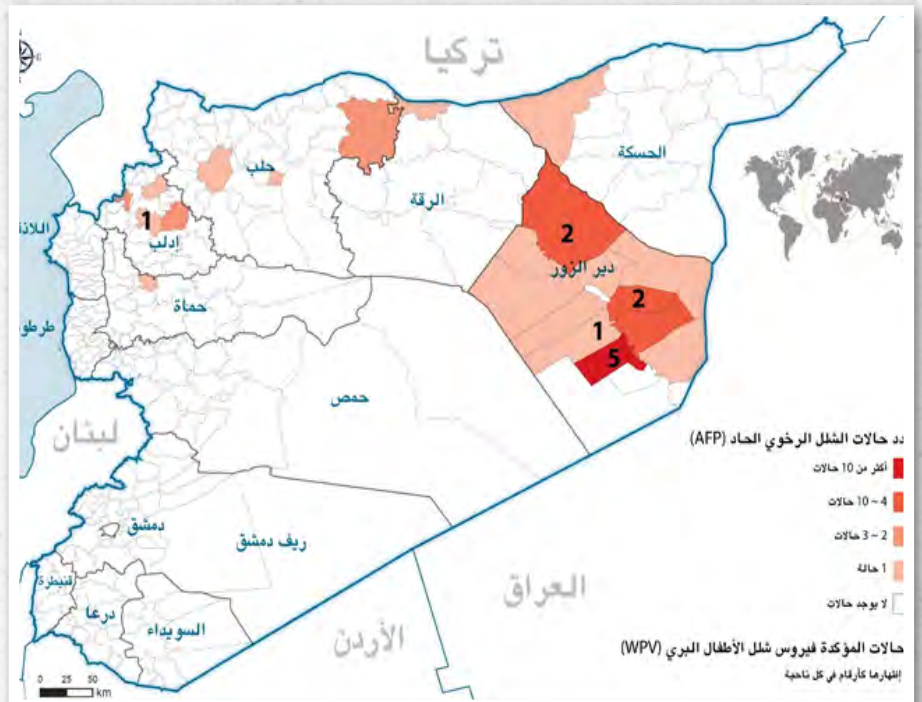 تركيا
الحسكة
حلب
الرقة
1
إدلب
اللاذ
2
دير الزور
2
حماة
طرطو
1
5
حمص
لبنان
دد حالات الشلل الرخوي الحاد (AFP)
أكثر من 10 حالات
4 ~ 10 حالات
2 ~ 3 حالات
1 حالة
لا يوجد حالات
دمشق
ريف دمشق
قنيطرة
درعا
السويداء
العراق
الأردن
حالات المؤكدة فيروس شلل الأطفال البري (WPV)
إظهارها كأرقام في كل ناحية
0 25 50
km